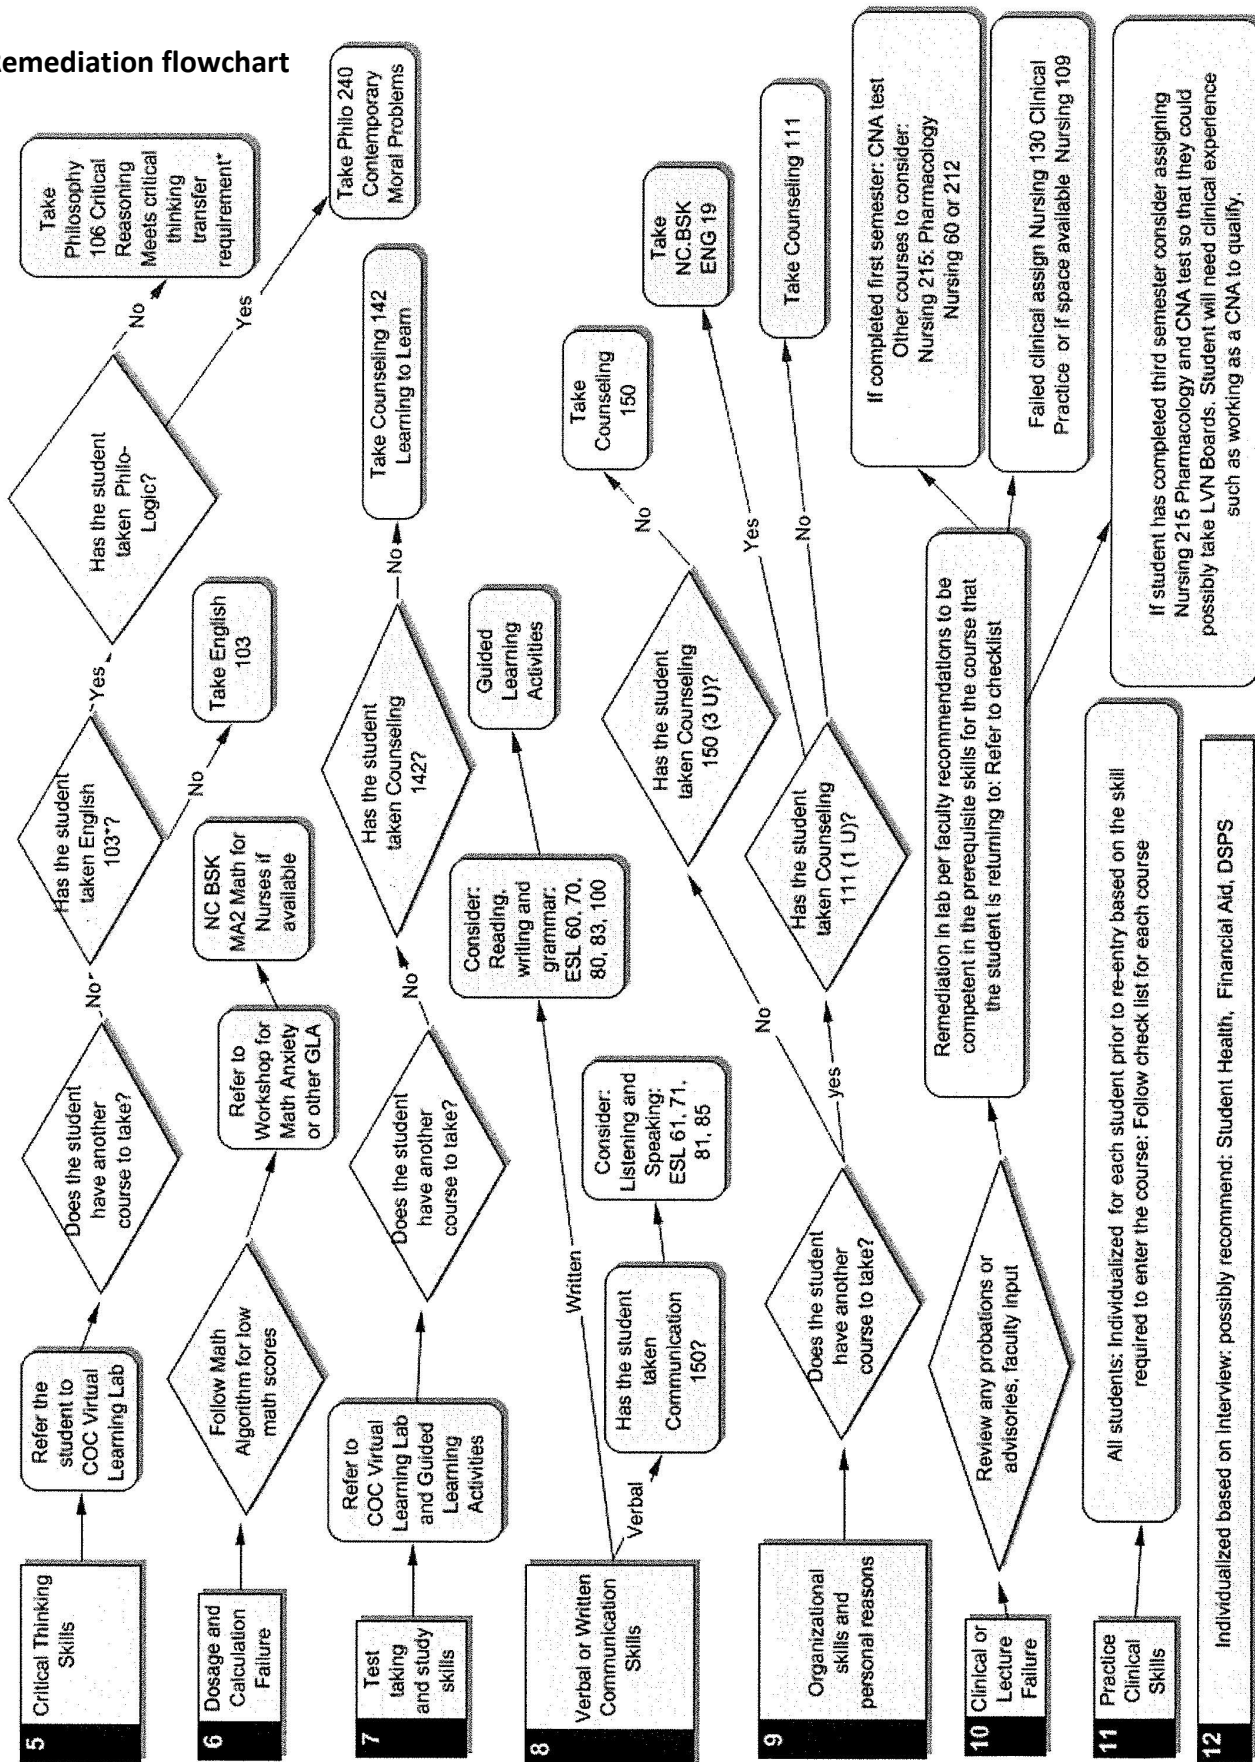 Remediation flowchart
5
Critical Thinking
Skills
Refer the
student to
COC Virtual
Learning Lab
Does the student
have another
course to take?
No
Has the student
taken English
103*?
Yes
No
Take English
103
Has the student
taken Philo-
Logic?
No
Yes
Take
Philosophy
106 Critical
Reasoning
Meets critical
thinking
transfer
requirement*
Take Philo 240
Contemporary
Moral Problems
6
Dosage and
Calculation
Failure
Follow Math
Algorithm for low
math scores
Refer to
Workshop for
Math Anxiety
or other GLA
NC BSK
MA2 Math for
Nurses if
available
7
Test
taking
and study
skills
Refer to
COC Virtual
Learning Lab
and Guided
Learning
Activities
Does the student
have another
course to take?
No
Has the student
taken Counseling
142?
No
Take Counseling 142
Learning to Learn
8
Verbal or Written
Communication
Skills
Verbal
Written
Has the student
taken
Communication
150?
Consider:
Listening and
Speaking:
ESL 61, 71,
81, 85
Consider:
Reading,
writing and
grammar:
ESL 60, 70,
80, 83, 100
Guided
Learning
Activities
9
Organizational
skills and
personal reasons
Does the student
have another
course to take?
No
yes
Has the student
taken Counseling
150 (3 U)?
No
Take
Counseling
150
Has the student
taken Counseling
111 (1 U)?
Yes
No
Take
NC.BSK
ENG 19
Take Counseling 111
10
Clinical or
Lecture
Failure
Review any probations or
advisories, faculty input
Remediation in lab per faculty recommendations to be
competent in the prerequisite skills for the course that
the student is returning to: Refer to checklist
If completed first semester: CNA test
Other courses to consider:
Nursing 215: Pharmacology
Nursing 60 or 212
Failed clinical assign Nursing 130 Clinical
Practice or if space available Nursing 109
If student has completed third semester consider assigning
Nursing 215 Pharmacology and CNA test so that they could
possibly take LVN Boards. Student will need clinical experience
such as working as a CNA to qualify.
11
Practice
Clinical
Skills
All students: Individualized for each student prior to re-entry based on the skill
required to enter the course: Follow check list for each course
12
Individualized based on Interview: possibly recommend: Student Health, Financial Aid, DSPS